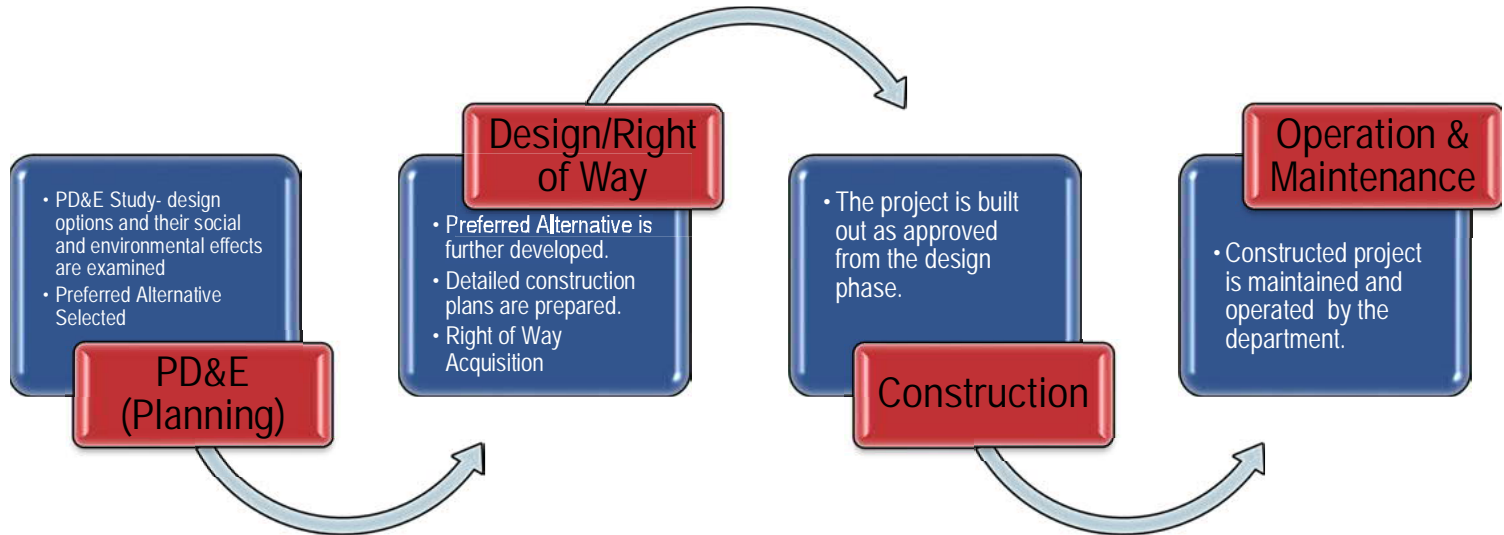 • PD&E Study- design
options and their social
and environmental effects
are examined
• Preferred Alternative
Selected
PD&E
(Planning)
Design/Right
of Way
• Preferred Alternative is
further developed.
• Detailed construction
plans are prepared.
• Right of Way
Acquisition
• The project is built
out as approved
from the design
phase.
Construction
Operation &
Maintenance
• Constructed project
is maintained and
operated by the
department.